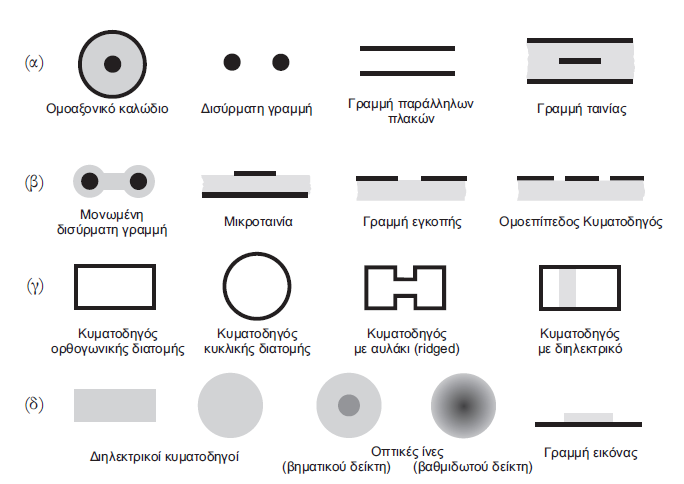 (α)
Ομοαξονικό καλώδιο
Δισύρματη γραμμή
Γραμμή παράλληλων
πλακών
Γραμμή ταινίας
(β)
Μονωμένη
δισύρματη γραμμή
Μικροταινία
Γραμμή εγκοπής
Ομοεπίπεδος Κυματοδηγός
(γ)
Κυματοδηγός
ορθογωνικής διατομής
Κυματοδηγός
κυκλικής διατομής
Κυματοδηγός
με αυλάκι (ridged)
Κυματοδηγός
με διηλεκτρικό
(δ)
Διηλεκτρικοί κυματοδηγοί
Οπτικές ίνες
(βηματικού δείκτη)
(βαθμιδωτού δείκτη)
Γραμμή εικόνας